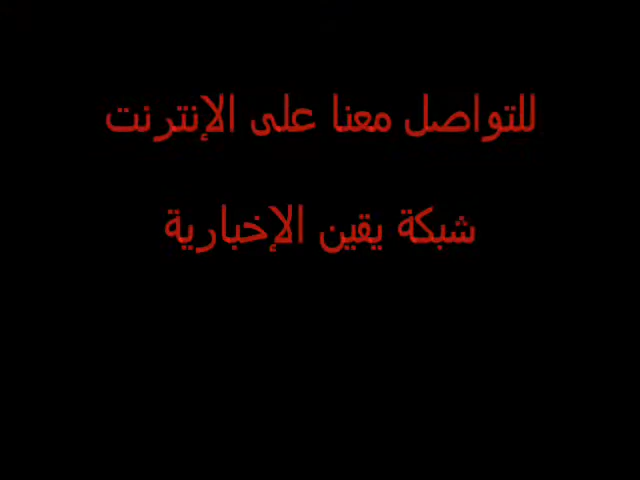 للتواصل معنا على الإنترنت
شبكة يقين الإخبارية